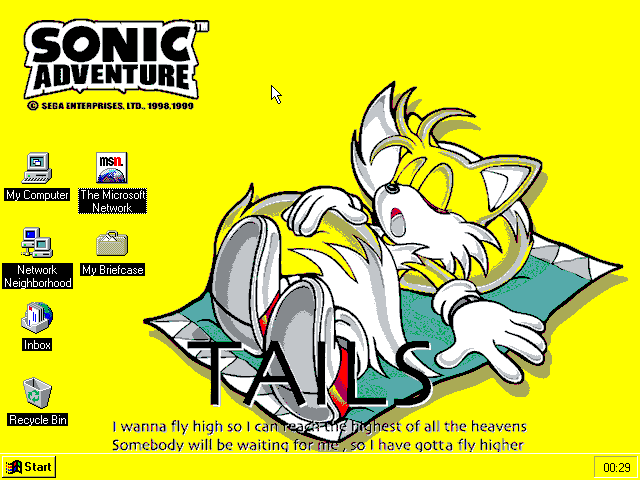 SONIC
ADVENTURE
TM
© SEGA ENTERPRISES, LTD., 1998,1999
My Computer
msn.
The Microsoft
Network
Network
Neighborhood
My Briefcase
Inbox
Recycle Bin
TAILS
I wanna fly high so I can reach the highest of all the heavens
Somebody will be waiting for me , so I have gotta fly higher
Start
00:29